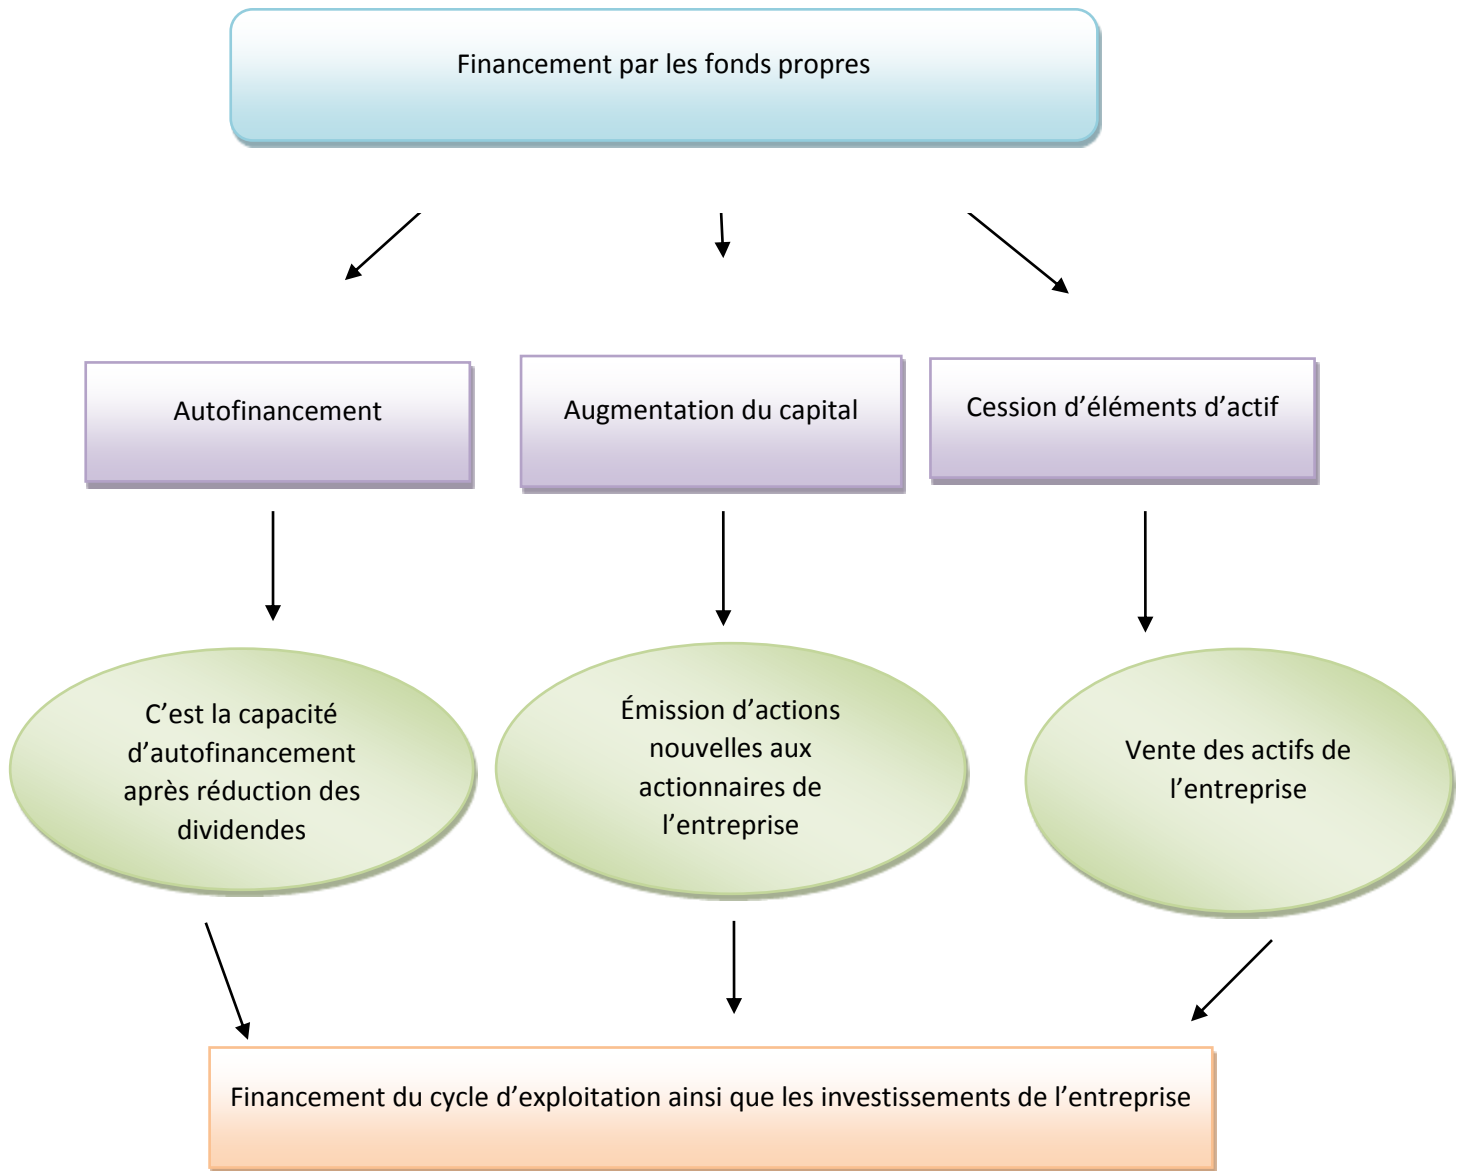 Financement par les fonds propres
Autofinancement
Augmentation du capital
Cession d’éléments d’actif
C’est la capacité
d’autofinancement
après réduction des
dividendes
Émission d’actions
nouvelles aux
actionnaires de
l’entreprise
Vente des actifs de
l’entreprise
Financement du cycle d’exploitation ainsi que les investissements de l’entreprise